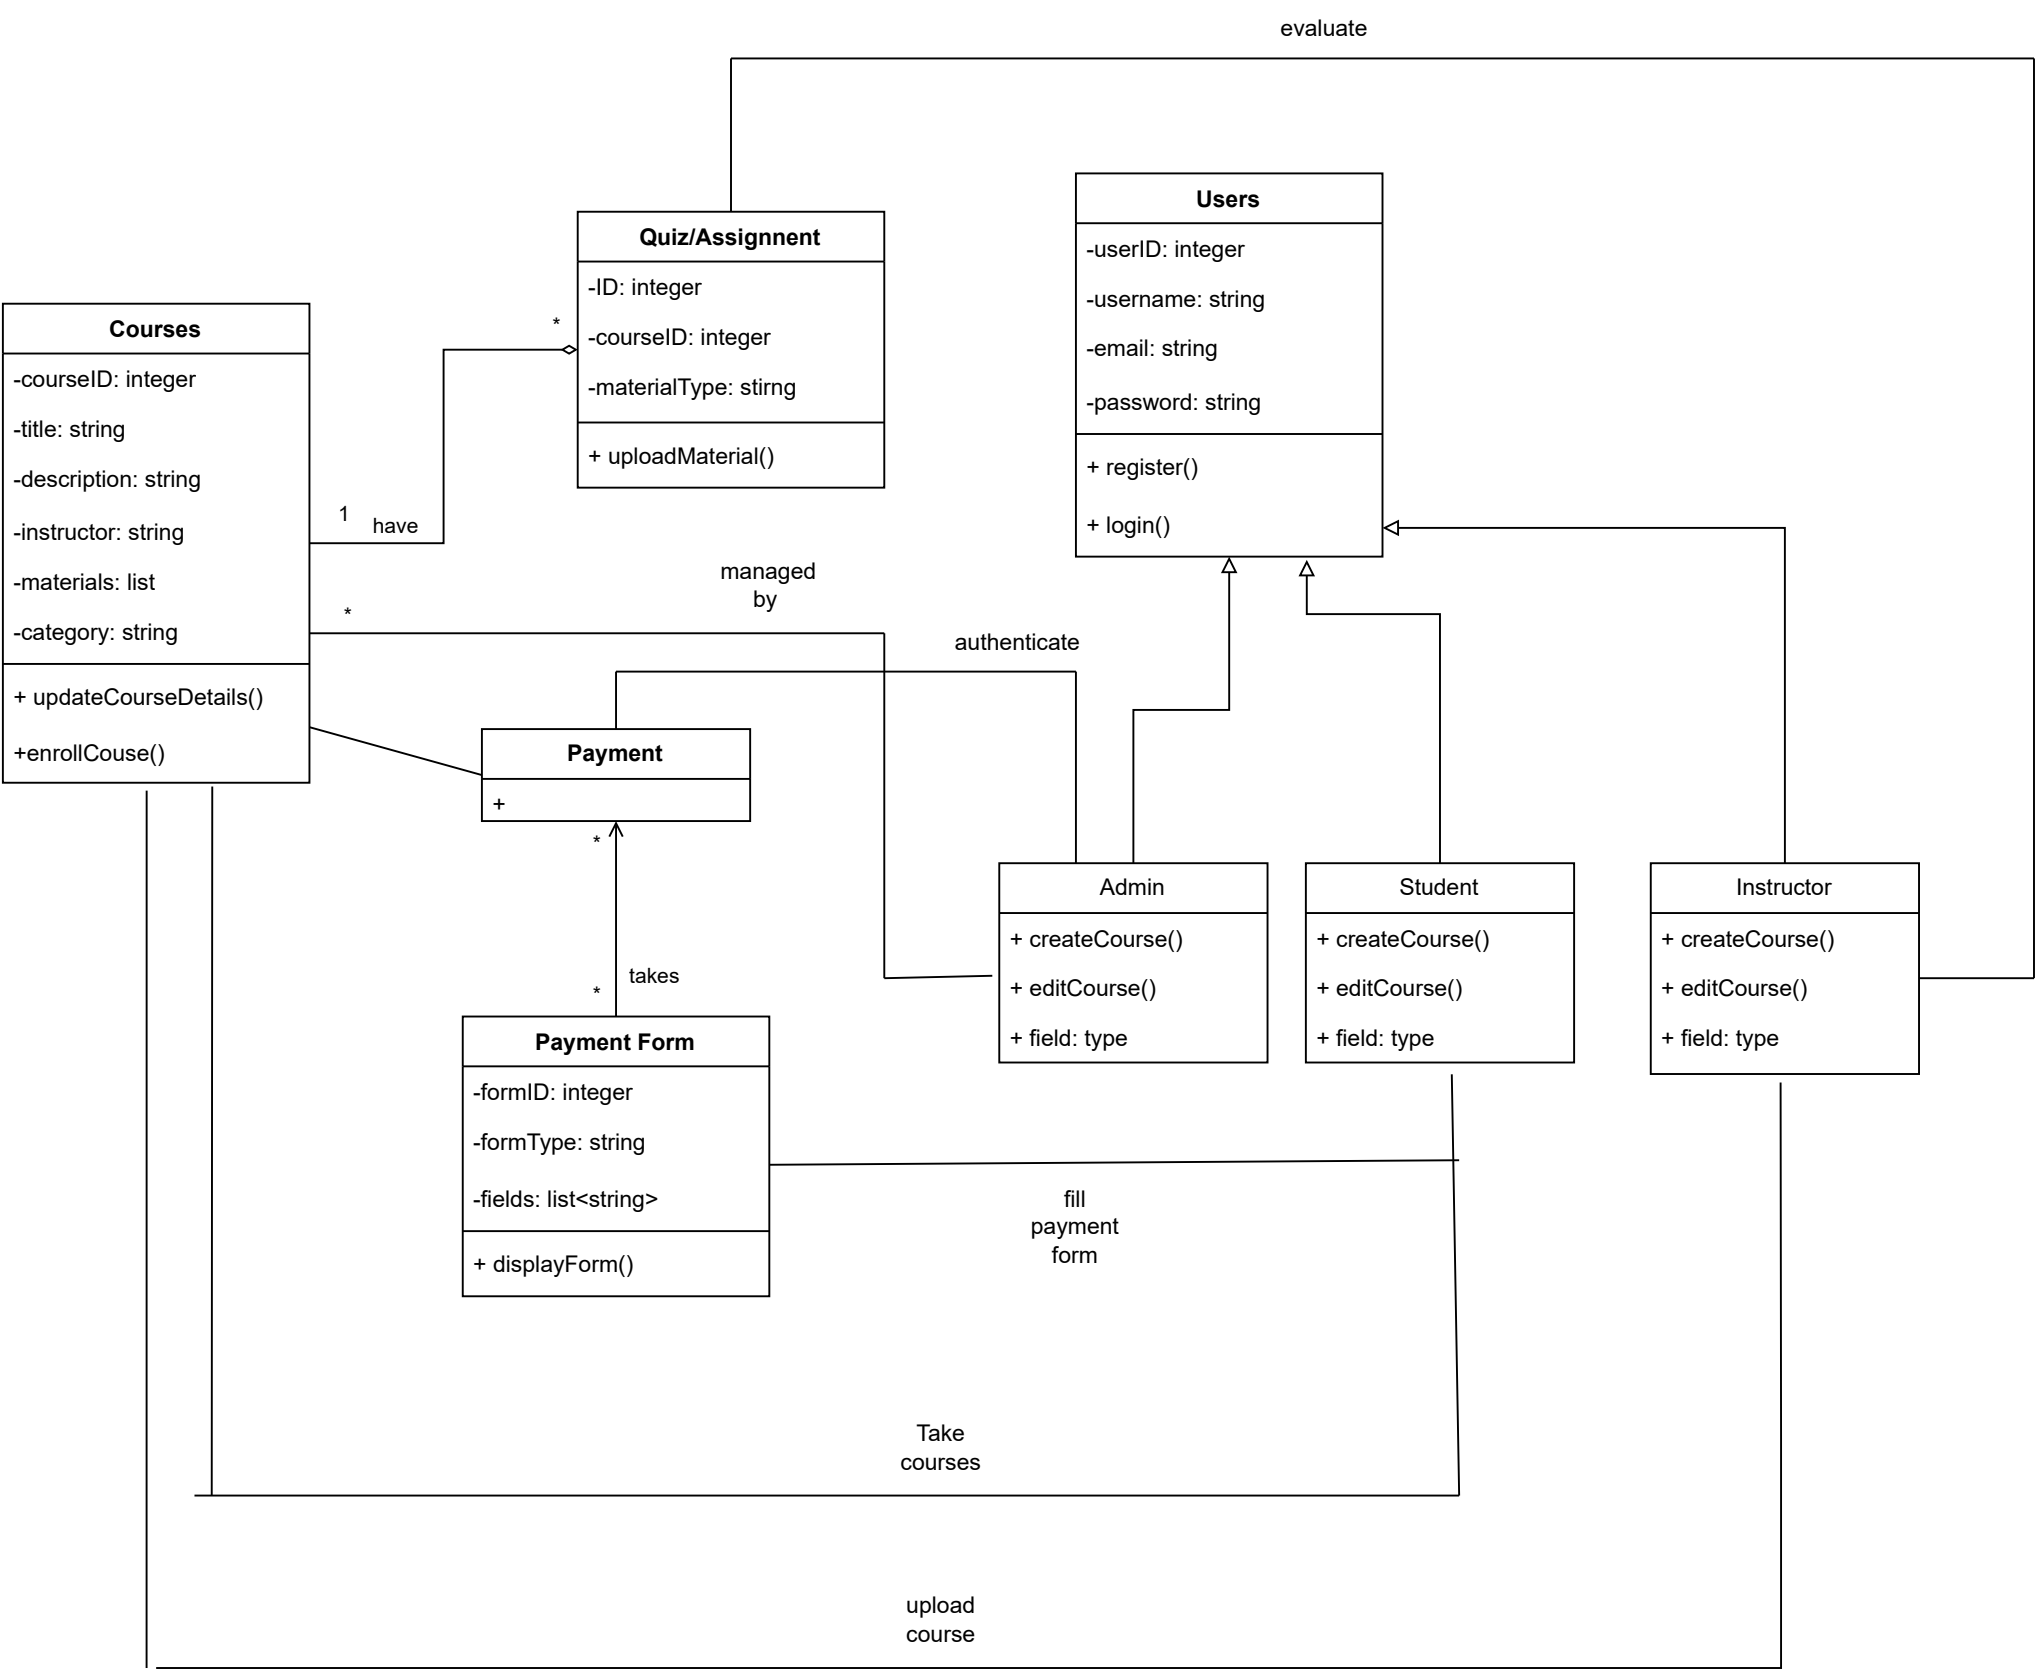 evaluate
Users
-userID: integer
-username: string
-email: string
-password: string
+ register()
+ login()
Quiz/Assignnent
-ID: integer
-courseID: integer
-materialType: stirng
+ uploadMaterial()
*
Courses
-courseID: integer
-title: string
-description: string
-instructor: string
-materials: list
-category: string
+ updateCourseDetails()
+enrollCouse()
1
have
*
managed
by
authenticate
Payment
+
*
takes
*
Admin
+ createCourse()
+ editCourse()
+ field: type
Student
+ createCourse()
+ editCourse()
+ field: type
Instructor
+ createCourse()
+ editCourse()
+ field: type
Payment Form
-formID: integer
-formType: string
-fields: list<string>
+ displayForm()
fill
payment
form
Take
courses
upload
course